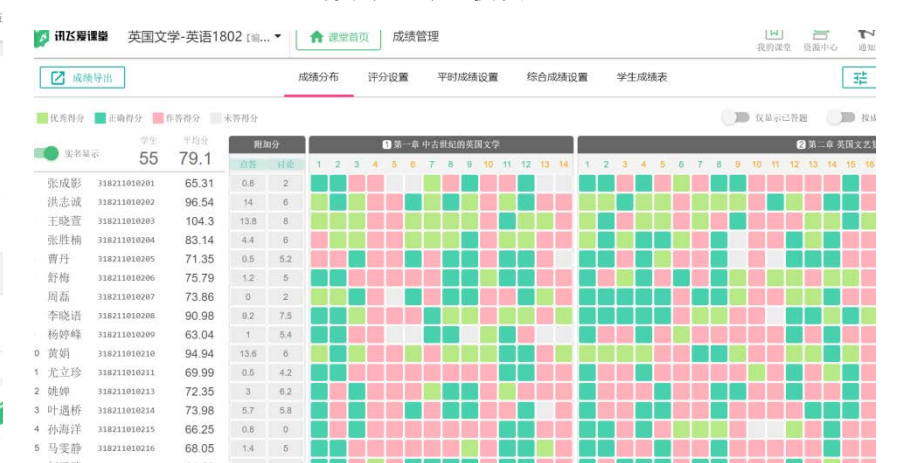 讯飞爱课堂 英国文学-英语1802 [编... 课堂首页 成绩管理 我的课堂 资源中心 通知
成绩导出 成绩分布 评分设置 平时成绩设置 综合成绩设置 学生成绩表
优秀得分 正确得分 作答得分 未答得分 仅显示已答题 按成
实名显示 学生 55 平均分 79.1 附加分 1 第一章 中古世纪的英国文学 2 第二章 英国文艺复
点答 讨论 1 2 3 4 5 6 7 8 9 10 11 12 13 14 1 2 3 4 5 6 7 8 9 10 11 12 13 14 15 16
张成影 318211010201 65.31 0.8 2
洪志诚 318211010202 96.54 14 6
王晓萱 318211010203 104.3 13.8 8
张胜楠 318211010204 83.14 4.4 6
曹丹 318211010205 71.35 0.5 5.2
舒梅 318211010206 75.79 1.2 5
周磊 318211010207 73.86 0 2
李晓语 318211010208 90.98 9.2 7.5
杨婷峰 318211010209 63.04 1 5.4
0 黄娟 318211010210 94.94 13.6 6
1 尤立珍 318211010211 69.99 0.5 4.2
2 姚婵 318211010213 72.35 3 6.2
3 叶遇桥 318211010214 73.98 5.7 5.8
4 孙海洋 318211010215 66.25 0.8 0
5 马雯静 318211010216 68.05 1.4 5